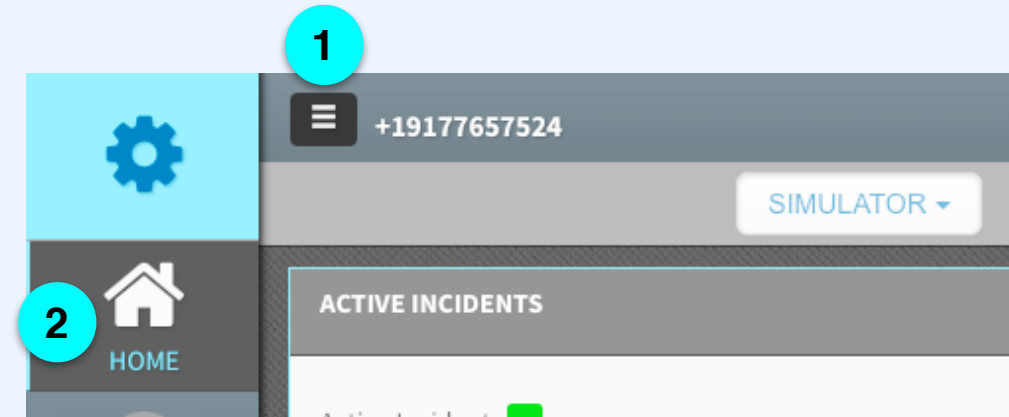 1
+19177657524
SIMULATOR
ACTIVE INCIDENTS
2
HOME